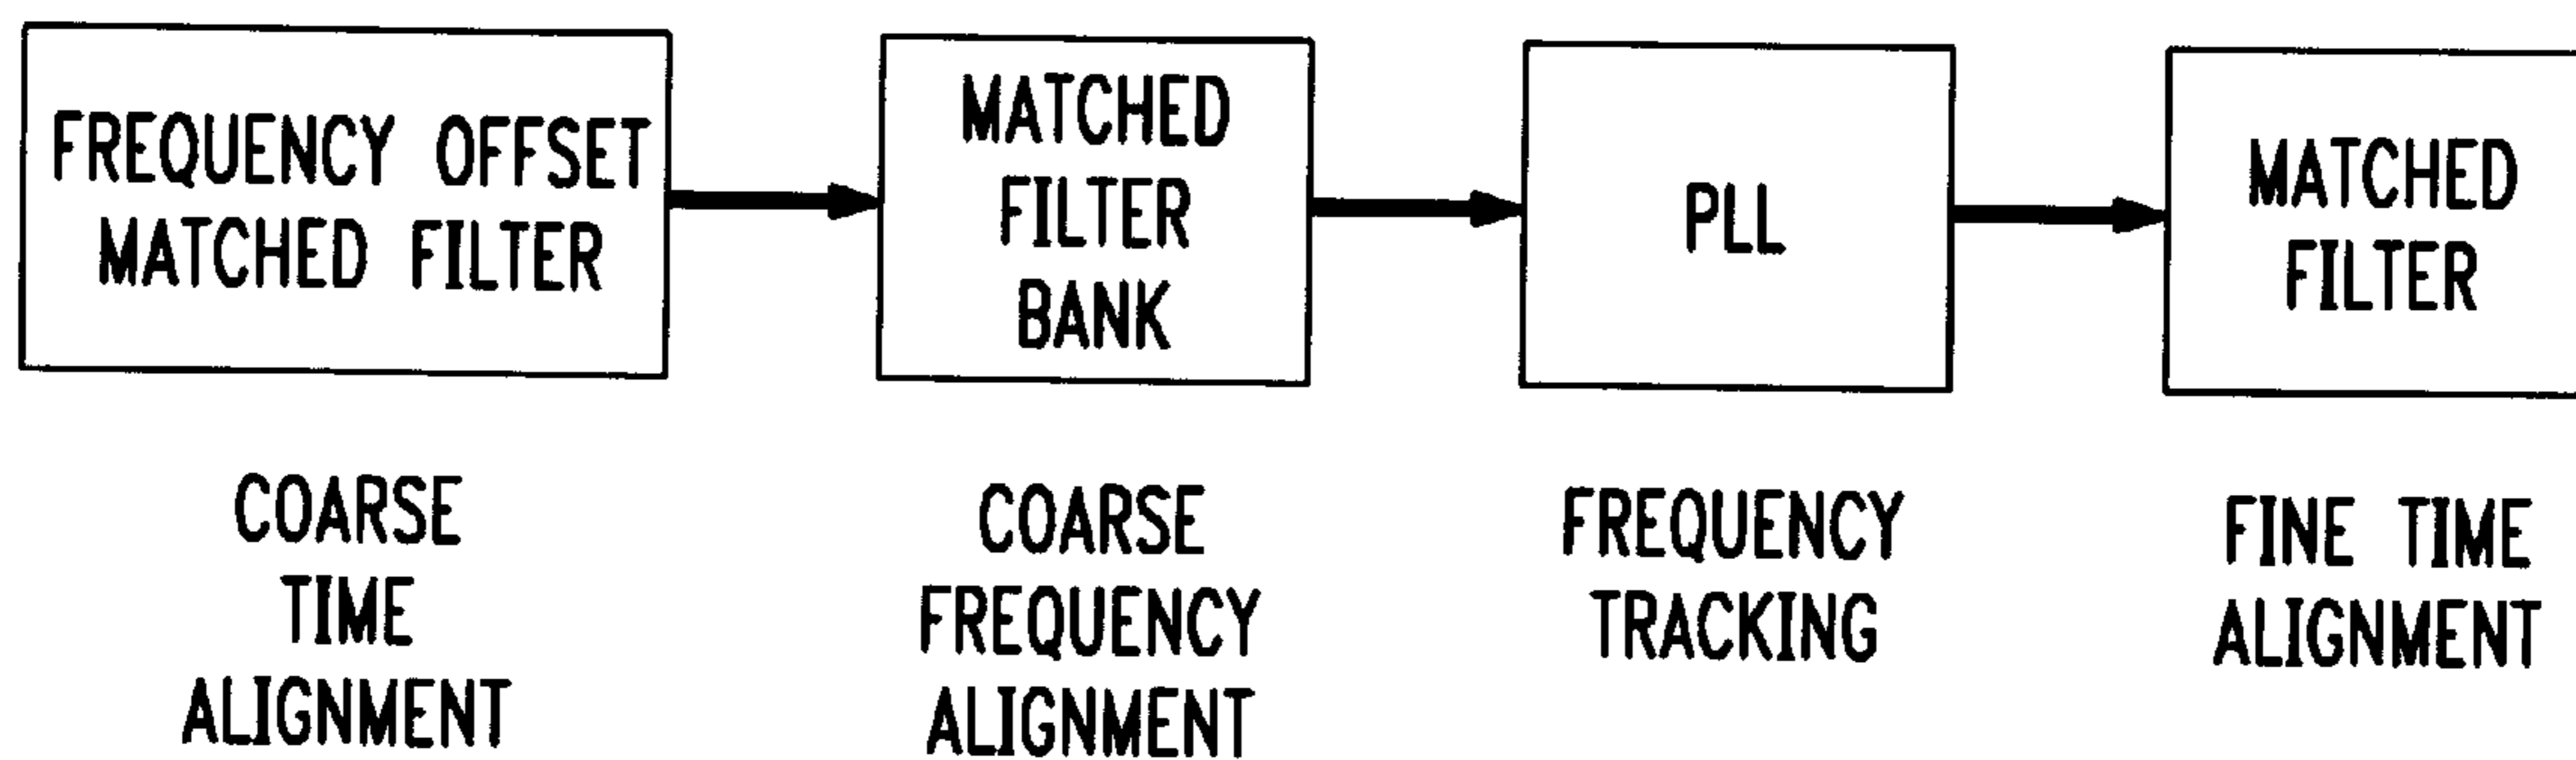 FREQUENCY OFFSET
MATCHED FILTER
MATCHED
FILTER
BANK
PLL
MATCHED
FILTER
COARSE
TIME
ALIGNMENT
COARSE
FREQUENCY
ALIGNMENT
FREQUENCY
TRACKING
FINE TIME
ALIGNMENT